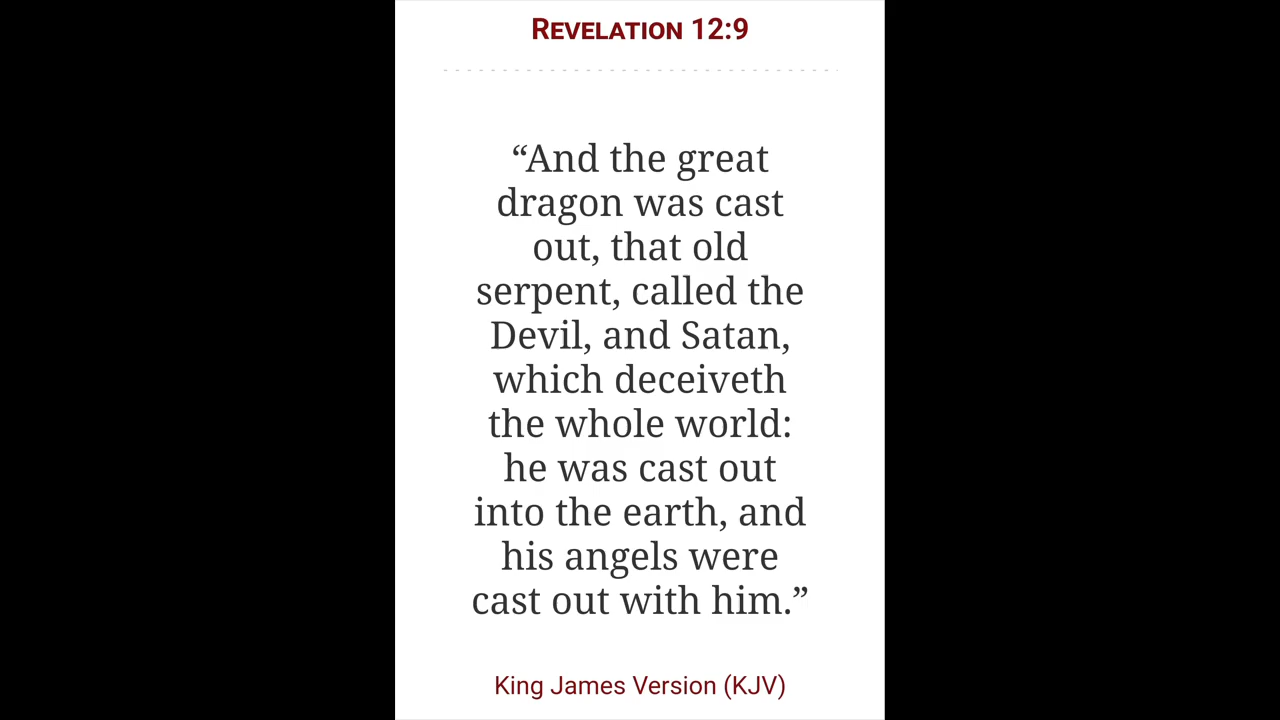 REVELATION 12:9
“And the great
dragon was cast
out, that old
serpent, called the
Devil, and Satan,
which deceiveth
the whole world:
he was cast out
into the earth, and
his angels were
cast out with him.”
King James Version (KJV)